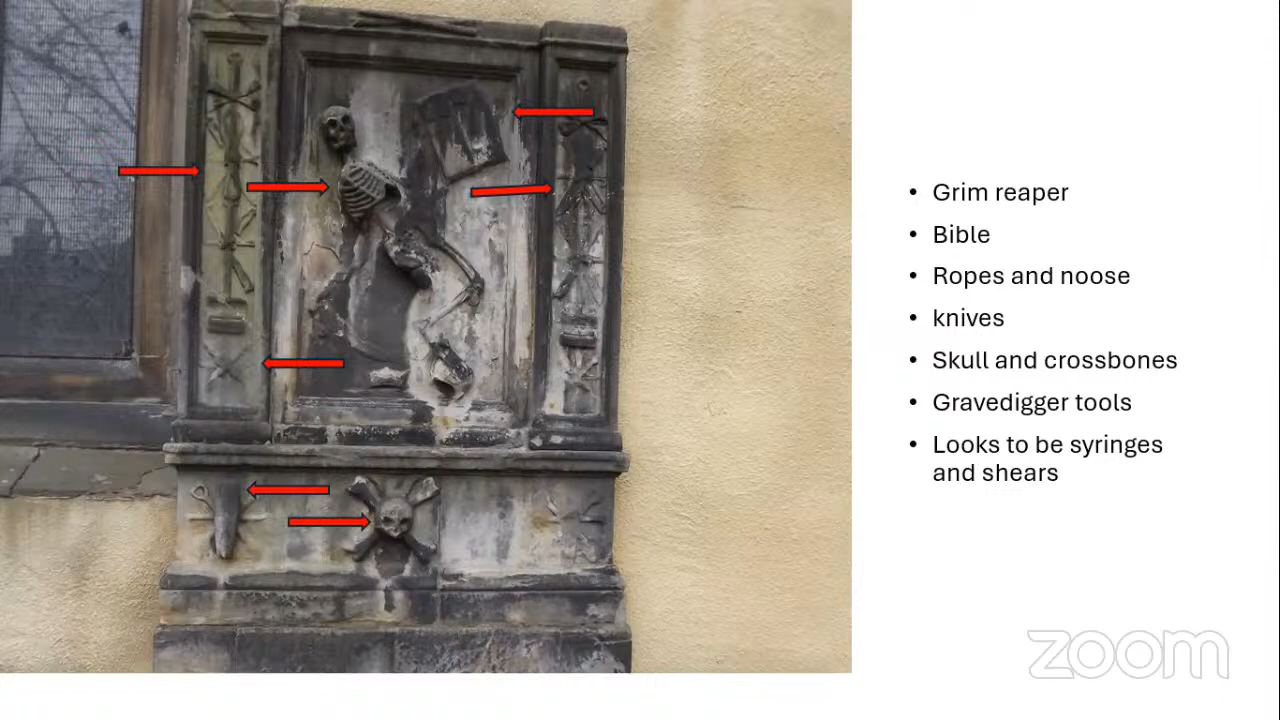 Grim reaper
Bible
Ropes and noose
knives
Skull and crossbones
Gravedigger tools
Looks to be syringes
and shears
zoom